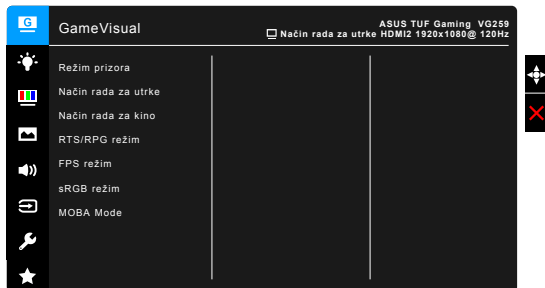 G
GameVisual
ASUS TUF Gaming VG259
Način rada za utrke HDMI2 1920x1080@ 120Hz
Režim prizora
Način rada za utrke
Način rada za kino
RTS/RPG režim
FPS režim
sRGB režim
MOBA Mode